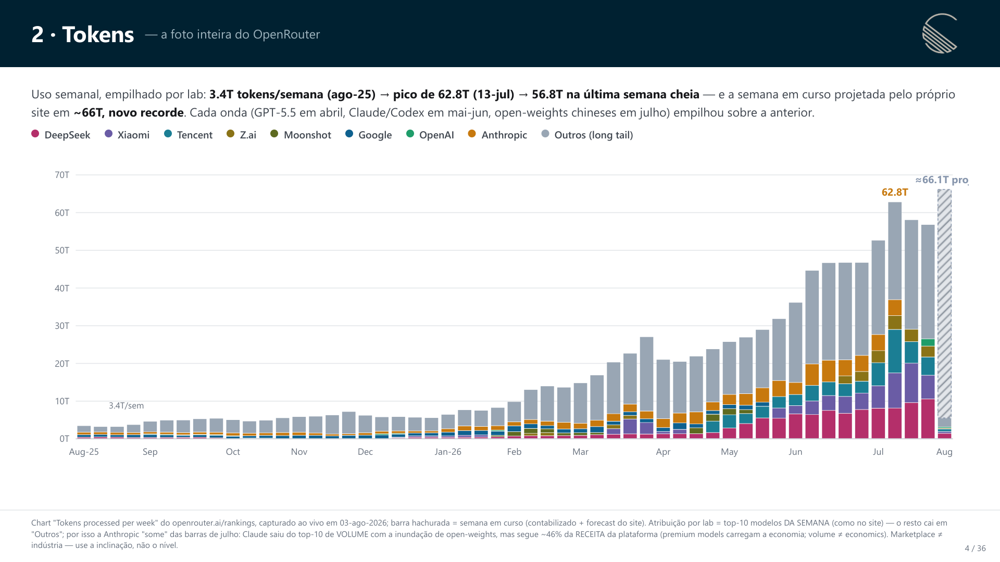 2 · Tokens — a foto inteira do OpenRouter
Uso semanal, empilhado por lab: 3.4T tokens/semana (ago-25) → pico de 62.8T (13-jul) → 56.8T na última semana cheia — e a semana em curso projetada pelo próprio
site em ~66T, novo recorde. Cada onda (GPT-5.5 em abril, Claude/Codex em mai-jun, open-weights chineses em julho) empilhou sobre a anterior.
DeepSeek Xiaomi Tencent Z.ai Moonshot Google OpenAI Anthropic Outros (long tail)
70T
≈66.1T pro
62.8T
60T
50T
40T
30T
20T
10T
3.4T/sem
0T
Aug-25 Sep Oct Nov Dec Jan-26 Feb Mar Apr May Jun Jul Aug
Chart "Tokens processed per week" do openrouter.ai/rankings, capturado ao vivo em 03-ago-2026; barra hachurada = semana em curso (contabilizado + forecast do site). Atribuição por lab = top-10 modelos DA SEMANA (como no site) — o resto cai em
"Outros"; por isso a Anthropic "some" das barras de julho: Claude saiu do top-10 de VOLUME com a inundação de open-weights, mas segue ~46% da RECEITA da plataforma (premium models carregam a economia; volume ≠ economics). Marketplace ≠
indústria — use a inclinação, não o nível.
4 / 36